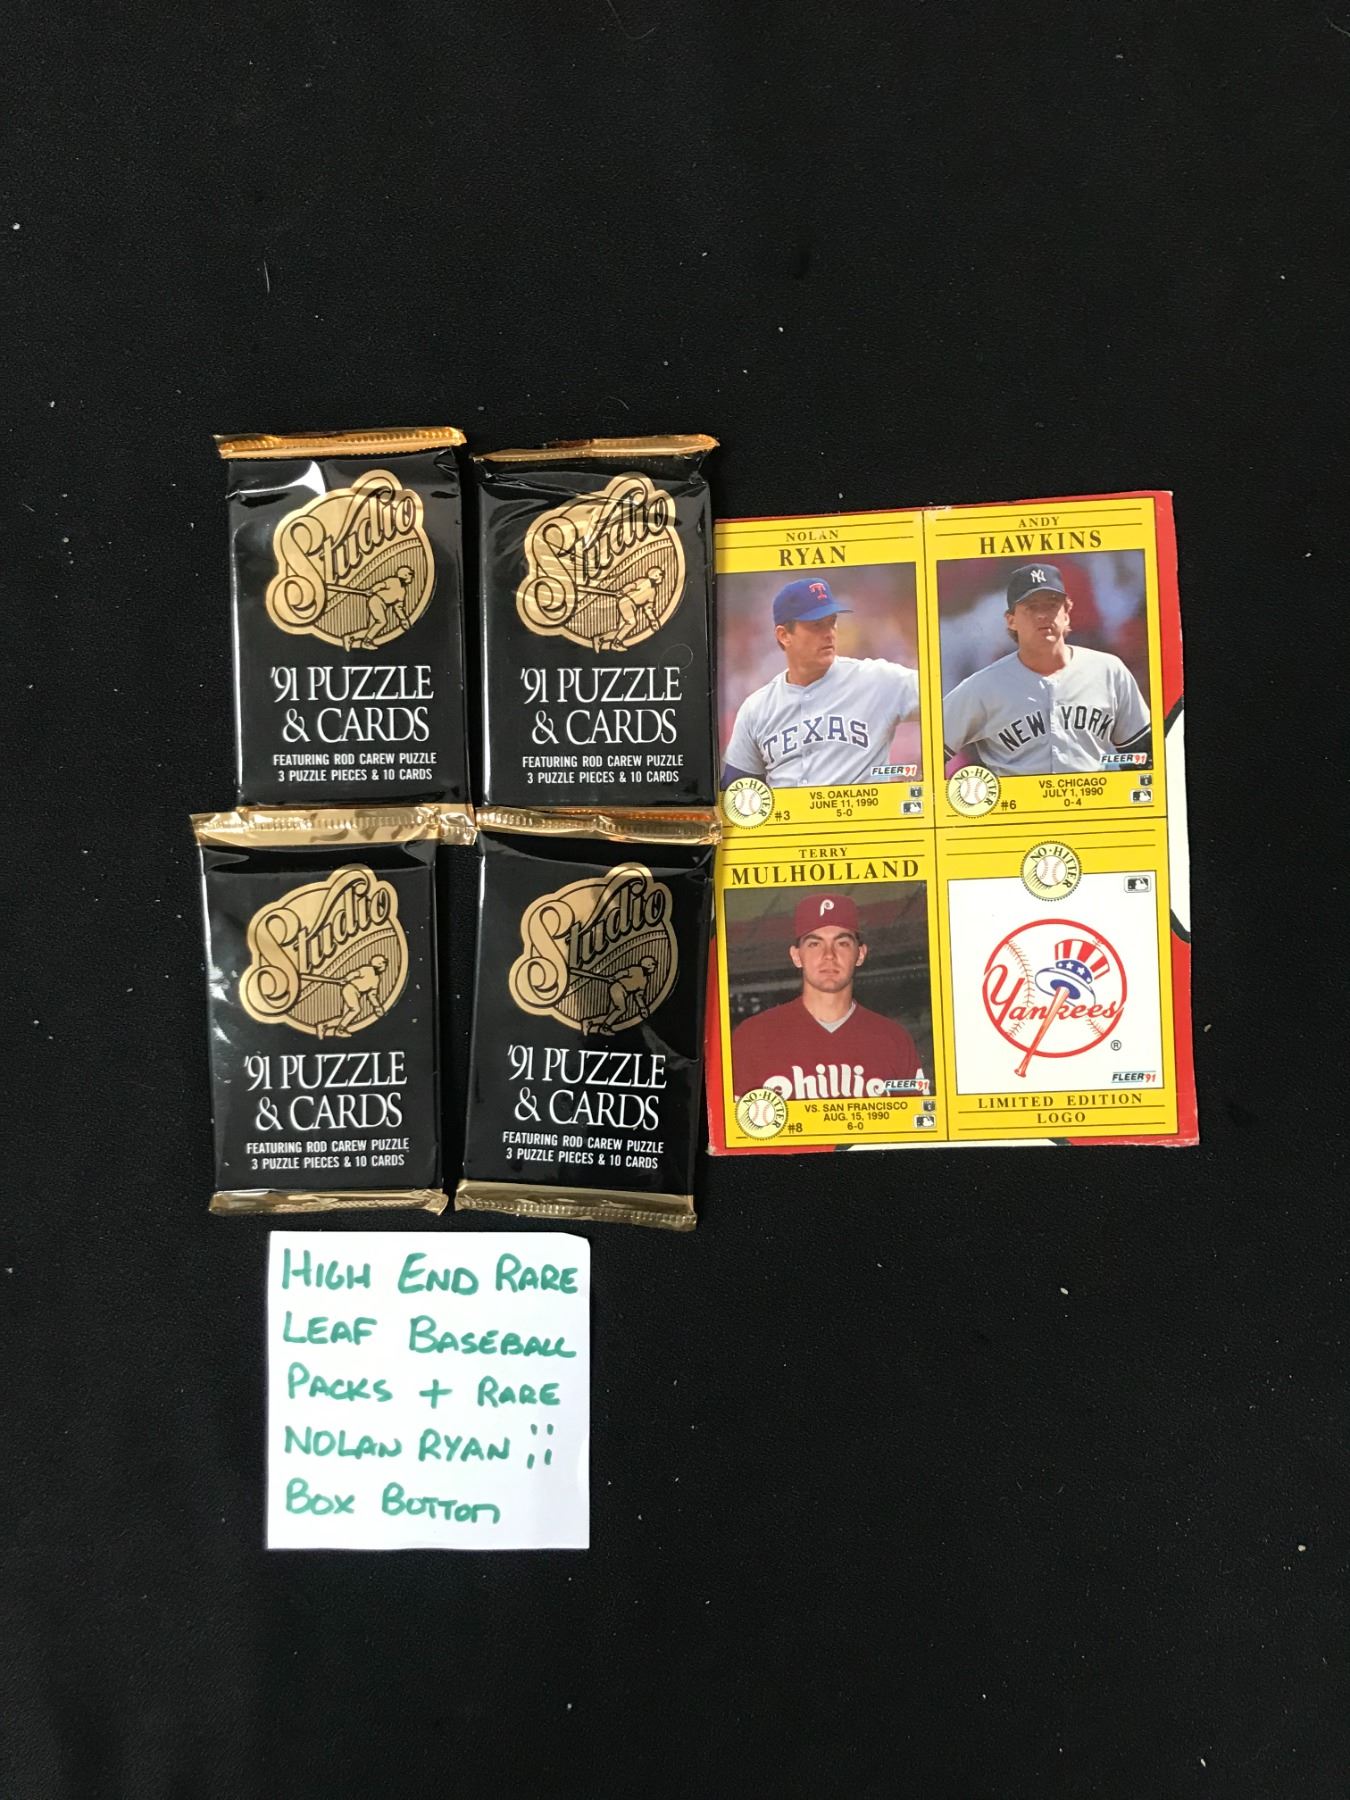 Studio
'91 PUZZLE
& CARDS
FEATURING ROD CAREW PUZZLE
3 PUZZLE PIECES & 10 CARDS
Studio
'91 PUZZLE
& CARDS
FEATURING ROD CAREW PUZZLE
3 PUZZLE PIECES & 10 CARDS
Studio
'91 PUZZLE
& CARDS
FEATURING ROD CAREW PUZZLE
3 PUZZLE PIECES & 10 CARDS
Studio
'91 PUZZLE
& CARDS
FEATURING ROD CAREW PUZZLE
3 PUZZLE PIECES & 10 CARDS
NOLAN
RYAN
T
TEXAS
FLEER 91
NO-HITTER
#3
VS. OAKLAND
JUNE 11, 1990
5-0
ANDY
HAWKINS
NY
NEW YORK
FLEER 91
NO-HITTER
#6
VS. CHICAGO
JULY 1, 1990
0-4
TERRY
MULHOLLAND
P
Phillies
FLEER 91
NO-HITTER
#8
VS. SAN FRANCISCO
AUG. 15, 1990
6-0
NO-HITTER
Yankees
®
FLEER 91
LIMITED EDITION
LOGO
HIGH END RARE
LEAF BASEBALL
PACKS + RARE
NOLAN RYAN ;;
BOX BUTTOM